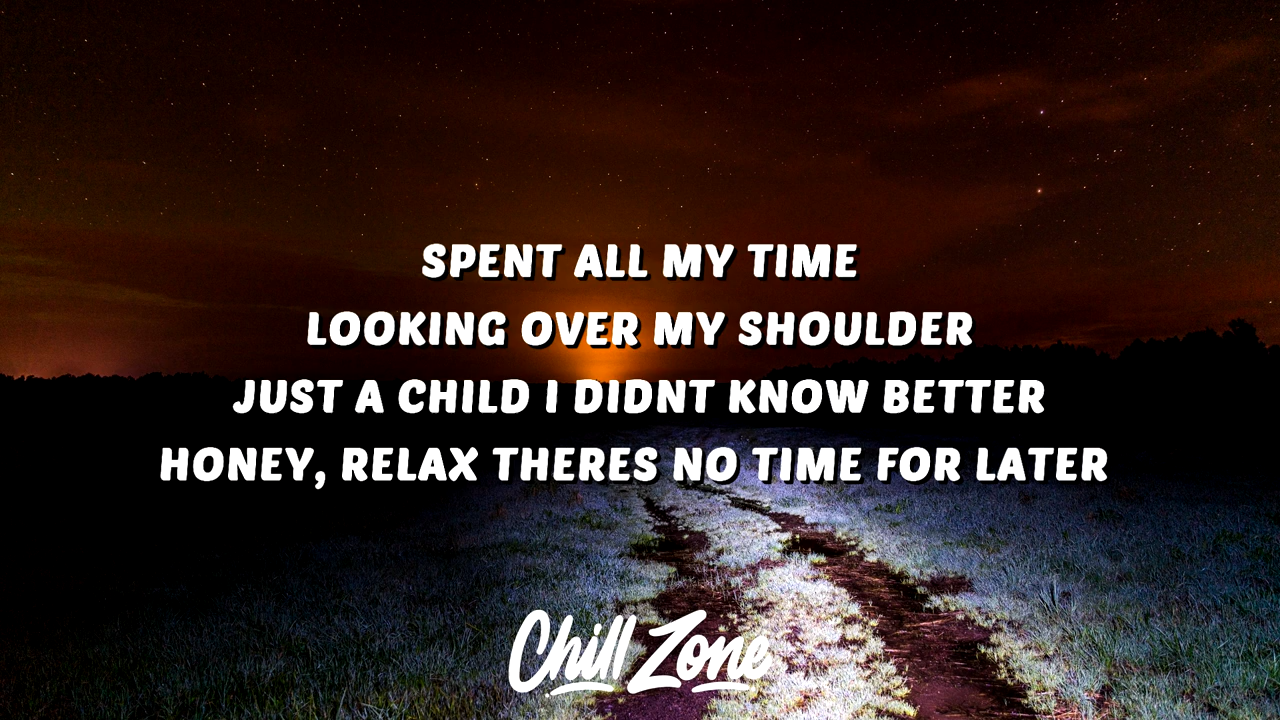 SPENT ALL MY TIME
LOOKING OVER MY SHOULDER
JUST A CHILD I DIDNT KNOW BETTER
HONEY, RELAX THERES NO TIME FOR LATER
Chill Zone